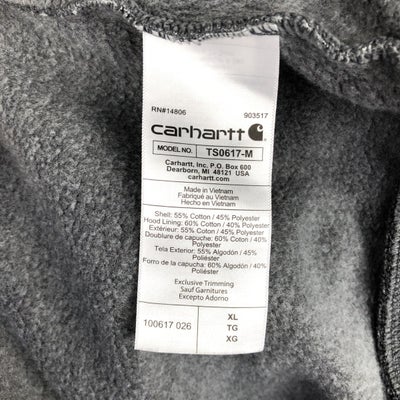 RN#14806 903517
carhartt
MODEL NO. TS0617-M
Carhartt, Inc. P.O. Box 600
Dearborn, MI 48121 USA
carhartt.com
Made in Vietnam
Fabriqué au Vietnam
Hecho en Vietnam
Shell: 55% Cotton / 45% Polyester
Hood Lining: 60% Cotton / 40% Polyester
Extérieur: 55% Coton / 45% Polyester
Doublure de capuche: 60% Coton / 40% Polyester
Tela Exterior: 55% Algodón / 45% Poliéster
Forro de la capucha: 60% Algodón / 40% Poliéster
Exclusive Trimming
Sauf Garnitures
Excepto Adorno
100617 026
XL
TG
XG